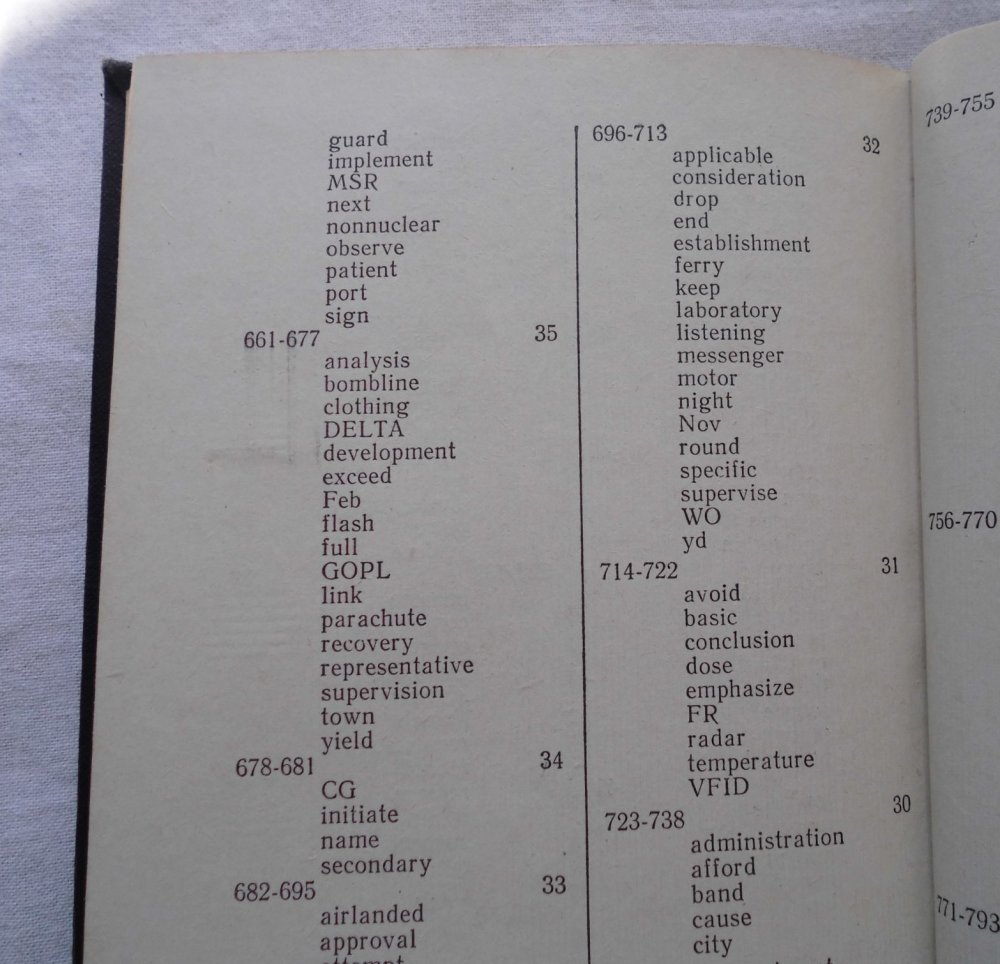 guard
implement
MSR
next
nonnuclear
observe
patient
port
sign
661-677 35
analysis
bombline
clothing
DELTA
development
exceed
Feb
flash
full
GOPL
link
parachute
recovery
representative
supervision
town
yield
678-681 34
CG
initiate
name
secondary
682-695 33
airlanded
approval
attempt
696-713 32
applicable
consideration
drop
end
establishment
ferry
keep
laboratory
listening
messenger
motor
night
Nov
round
specific
supervise
WO
yd
714-722 31
avoid
basic
conclusion
dose
emphasize
FR
radar
temperature
VFID
723-738 30
administration
afford
band
cause
city
739-755
756-770
771-793